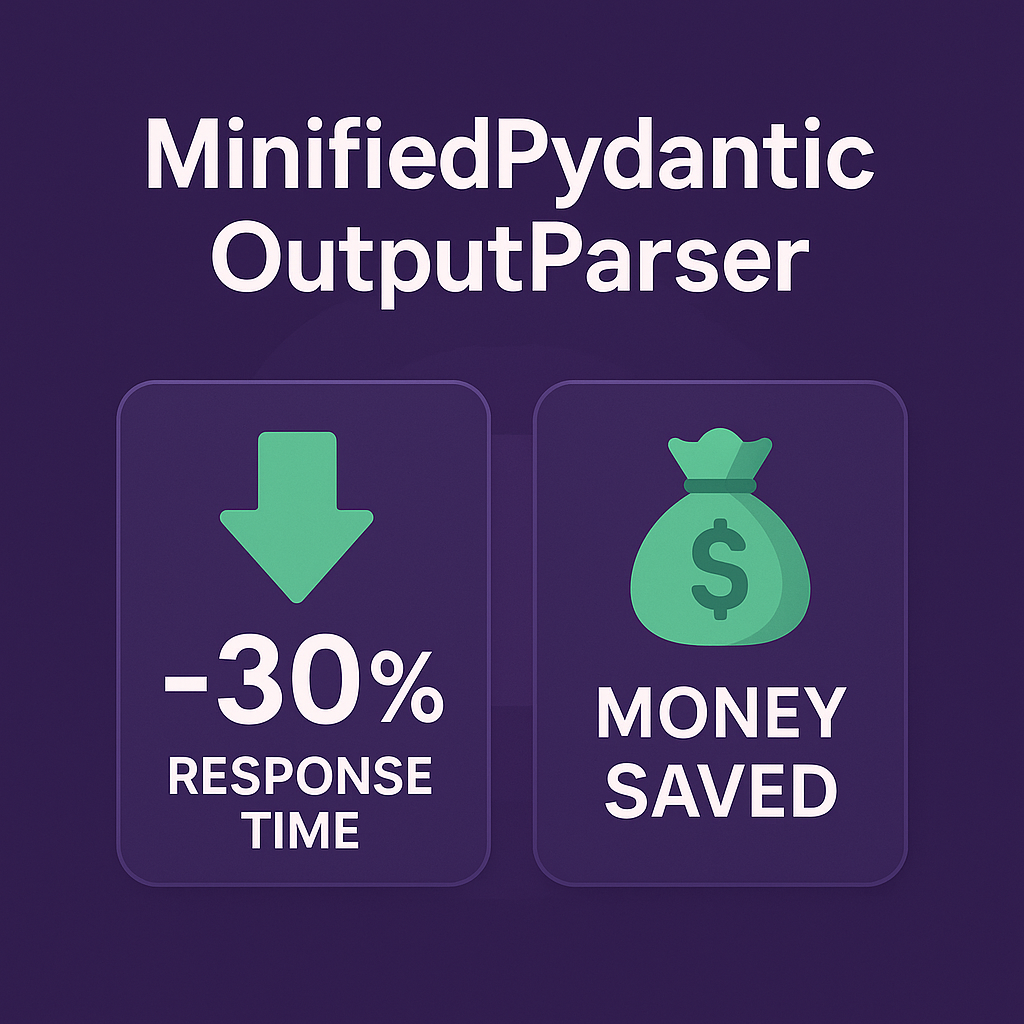 MinifiedPydantic
OutputParser
-30%
RESPONSE
TIME
$
MONEY
SAVED